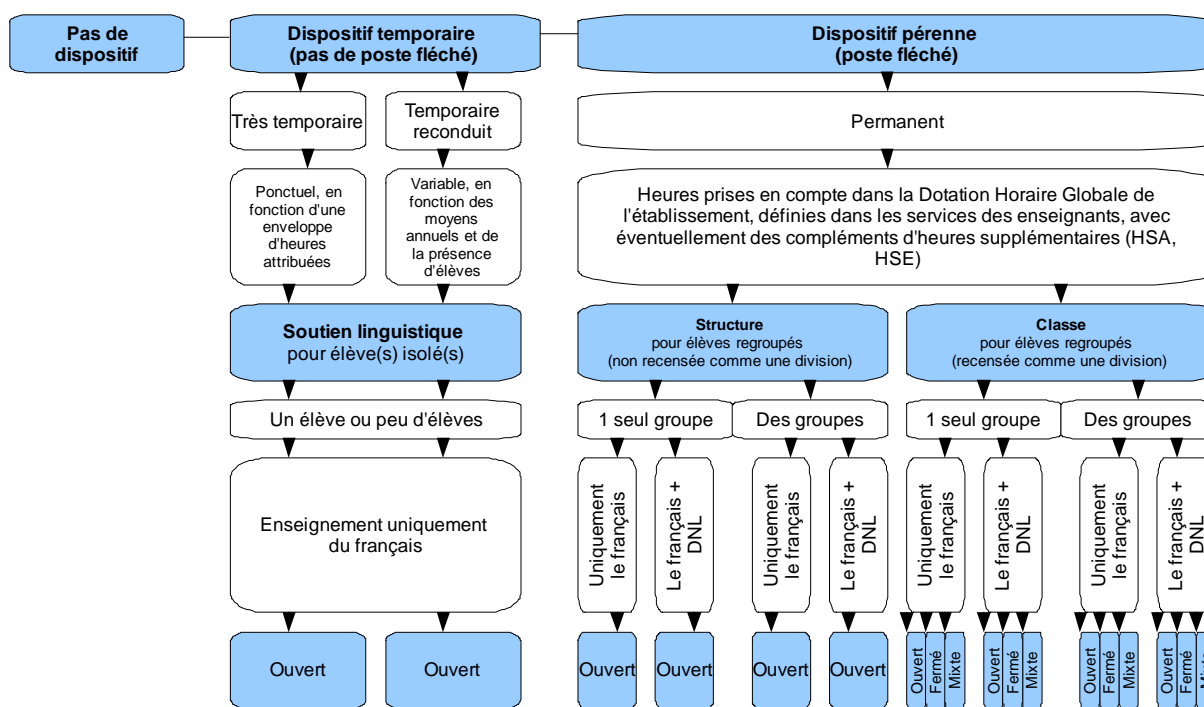 Pas de
dispositif
Dispositif temporaire
(pas de poste fléché)
Dispositif pérenne
(poste fléché)
Très temporaire
Temporaire
reconduit
Permanent
Ponctuel, en
fonction d'une
enveloppe
d'heures
attribuées
Variable, en
fonction des
moyens
annuels et de
la présence
d'élèves
Heures prises en compte dans la Dotation Horaire Globale de
l'établissement, définies dans les services des enseignants, avec
éventuellement des compléments d'heures supplémentaires (HSA,
HSE)
Soutien linguistique
pour élève(s) isolé(s)
Structure
pour élèves regroupés
(non recensée comme une division)
Classe
pour élèves regroupés
(recensée comme une division)
Un élève ou peu d'élèves
1 seul groupe
Des groupes
1 seul groupe
Des groupes
Enseignement uniquement
du français
Uniquement
le français
Le français +
DNL
Uniquement
le français
Le français +
DNL
Uniquement
le français
Le français +
DNL
Uniquement
le français
Le français +
DNL
Ouvert
Ouvert
Ouvert
Ouvert
Ouvert
Ouvert
Ouvert
Fermé
Mixte
Ouvert
Fermé
Mixte
Ouvert
Fermé
Mixte
Ouvert
Fermé
Mixte